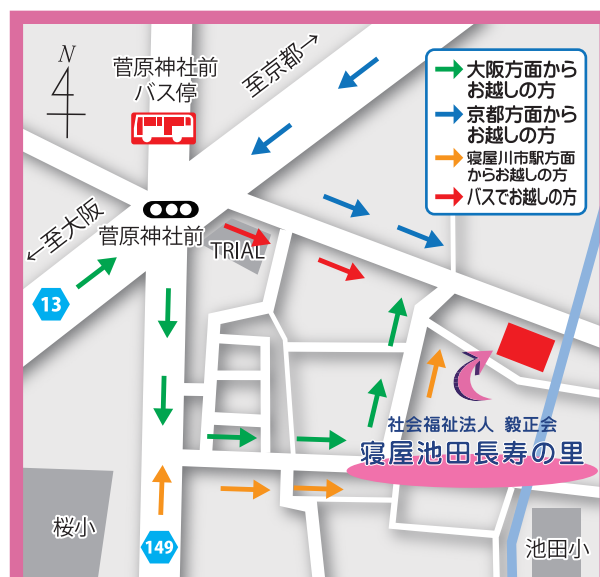 N
菅原神社前
バス停
至京都→
大阪方面から
お越しの方
京都方面から
お越しの方
寝屋川市駅方面
からお越しの方
バスでお越しの方
←至大阪
菅原神社前
TRIAL
13
社会福祉法人 毅正会
寝屋池田長寿の里
桜小
149
池田小